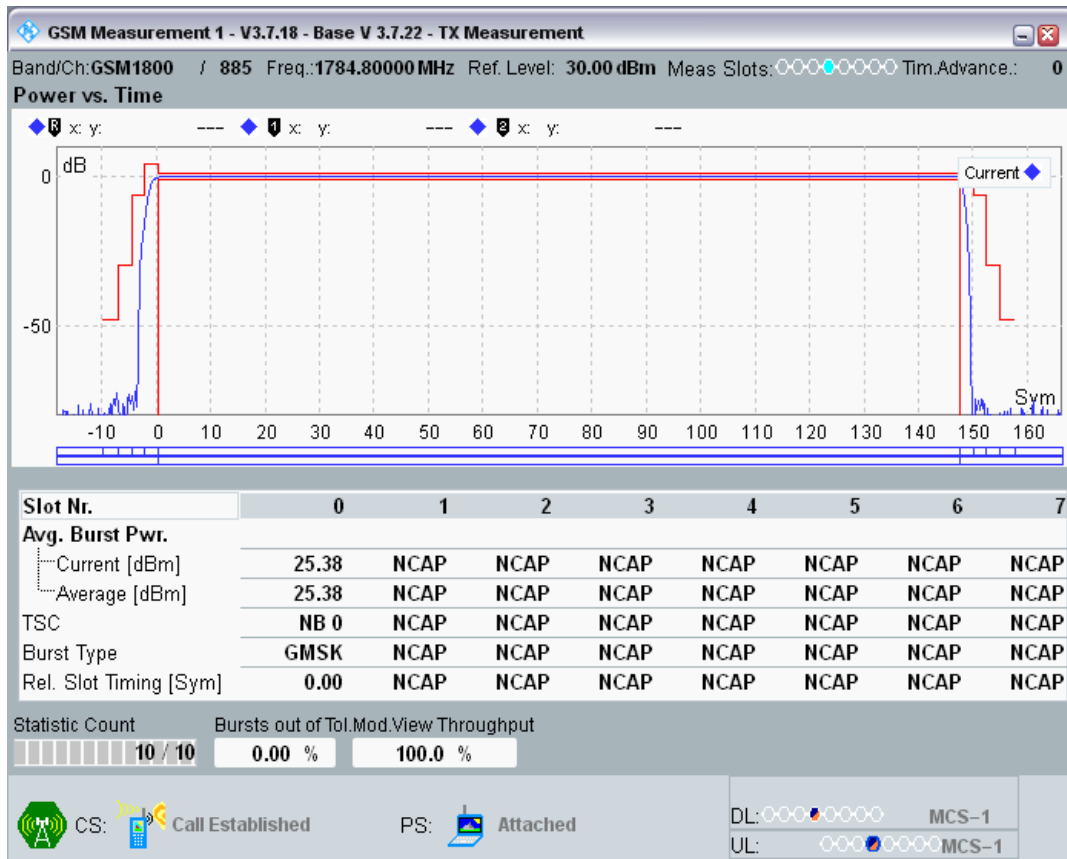 GSM Measurement 1 - V3.7.18 - Base V 3.7.22 - TX Measurement
Band/Ch:GSM1800 / 885 Freq.:1784.80000 MHz Ref. Level: 30.00 dBm Meas Slots: Tim.Advance.: 0
Power vs. Time
R x: y: --- 1 x: y: --- 2 x: y: ---
dB
Current
0
-50
Sym
-10 0 10 20 30 40 50 60 70 80 90 100 110 120 130 140 150 160
Slot Nr. 0 1 2 3 4 5 6 7
Avg. Burst Pwr.
Current [dBm] 25.38 NCAP NCAP NCAP NCAP NCAP NCAP NCAP
Average [dBm] 25.38 NCAP NCAP NCAP NCAP NCAP NCAP NCAP
TSC NB 0 NCAP NCAP NCAP NCAP NCAP NCAP NCAP
Burst Type GMSK NCAP NCAP NCAP NCAP NCAP NCAP NCAP
Rel. Slot Timing [Sym] 0.00 NCAP NCAP NCAP NCAP NCAP NCAP NCAP
Statistic Count Bursts out of Tol. Mod.View Throughput
10 / 10 0.00 % 100.0 %
CS: Call Established PS: Attached
DL: MCS-1
UL: MCS-1